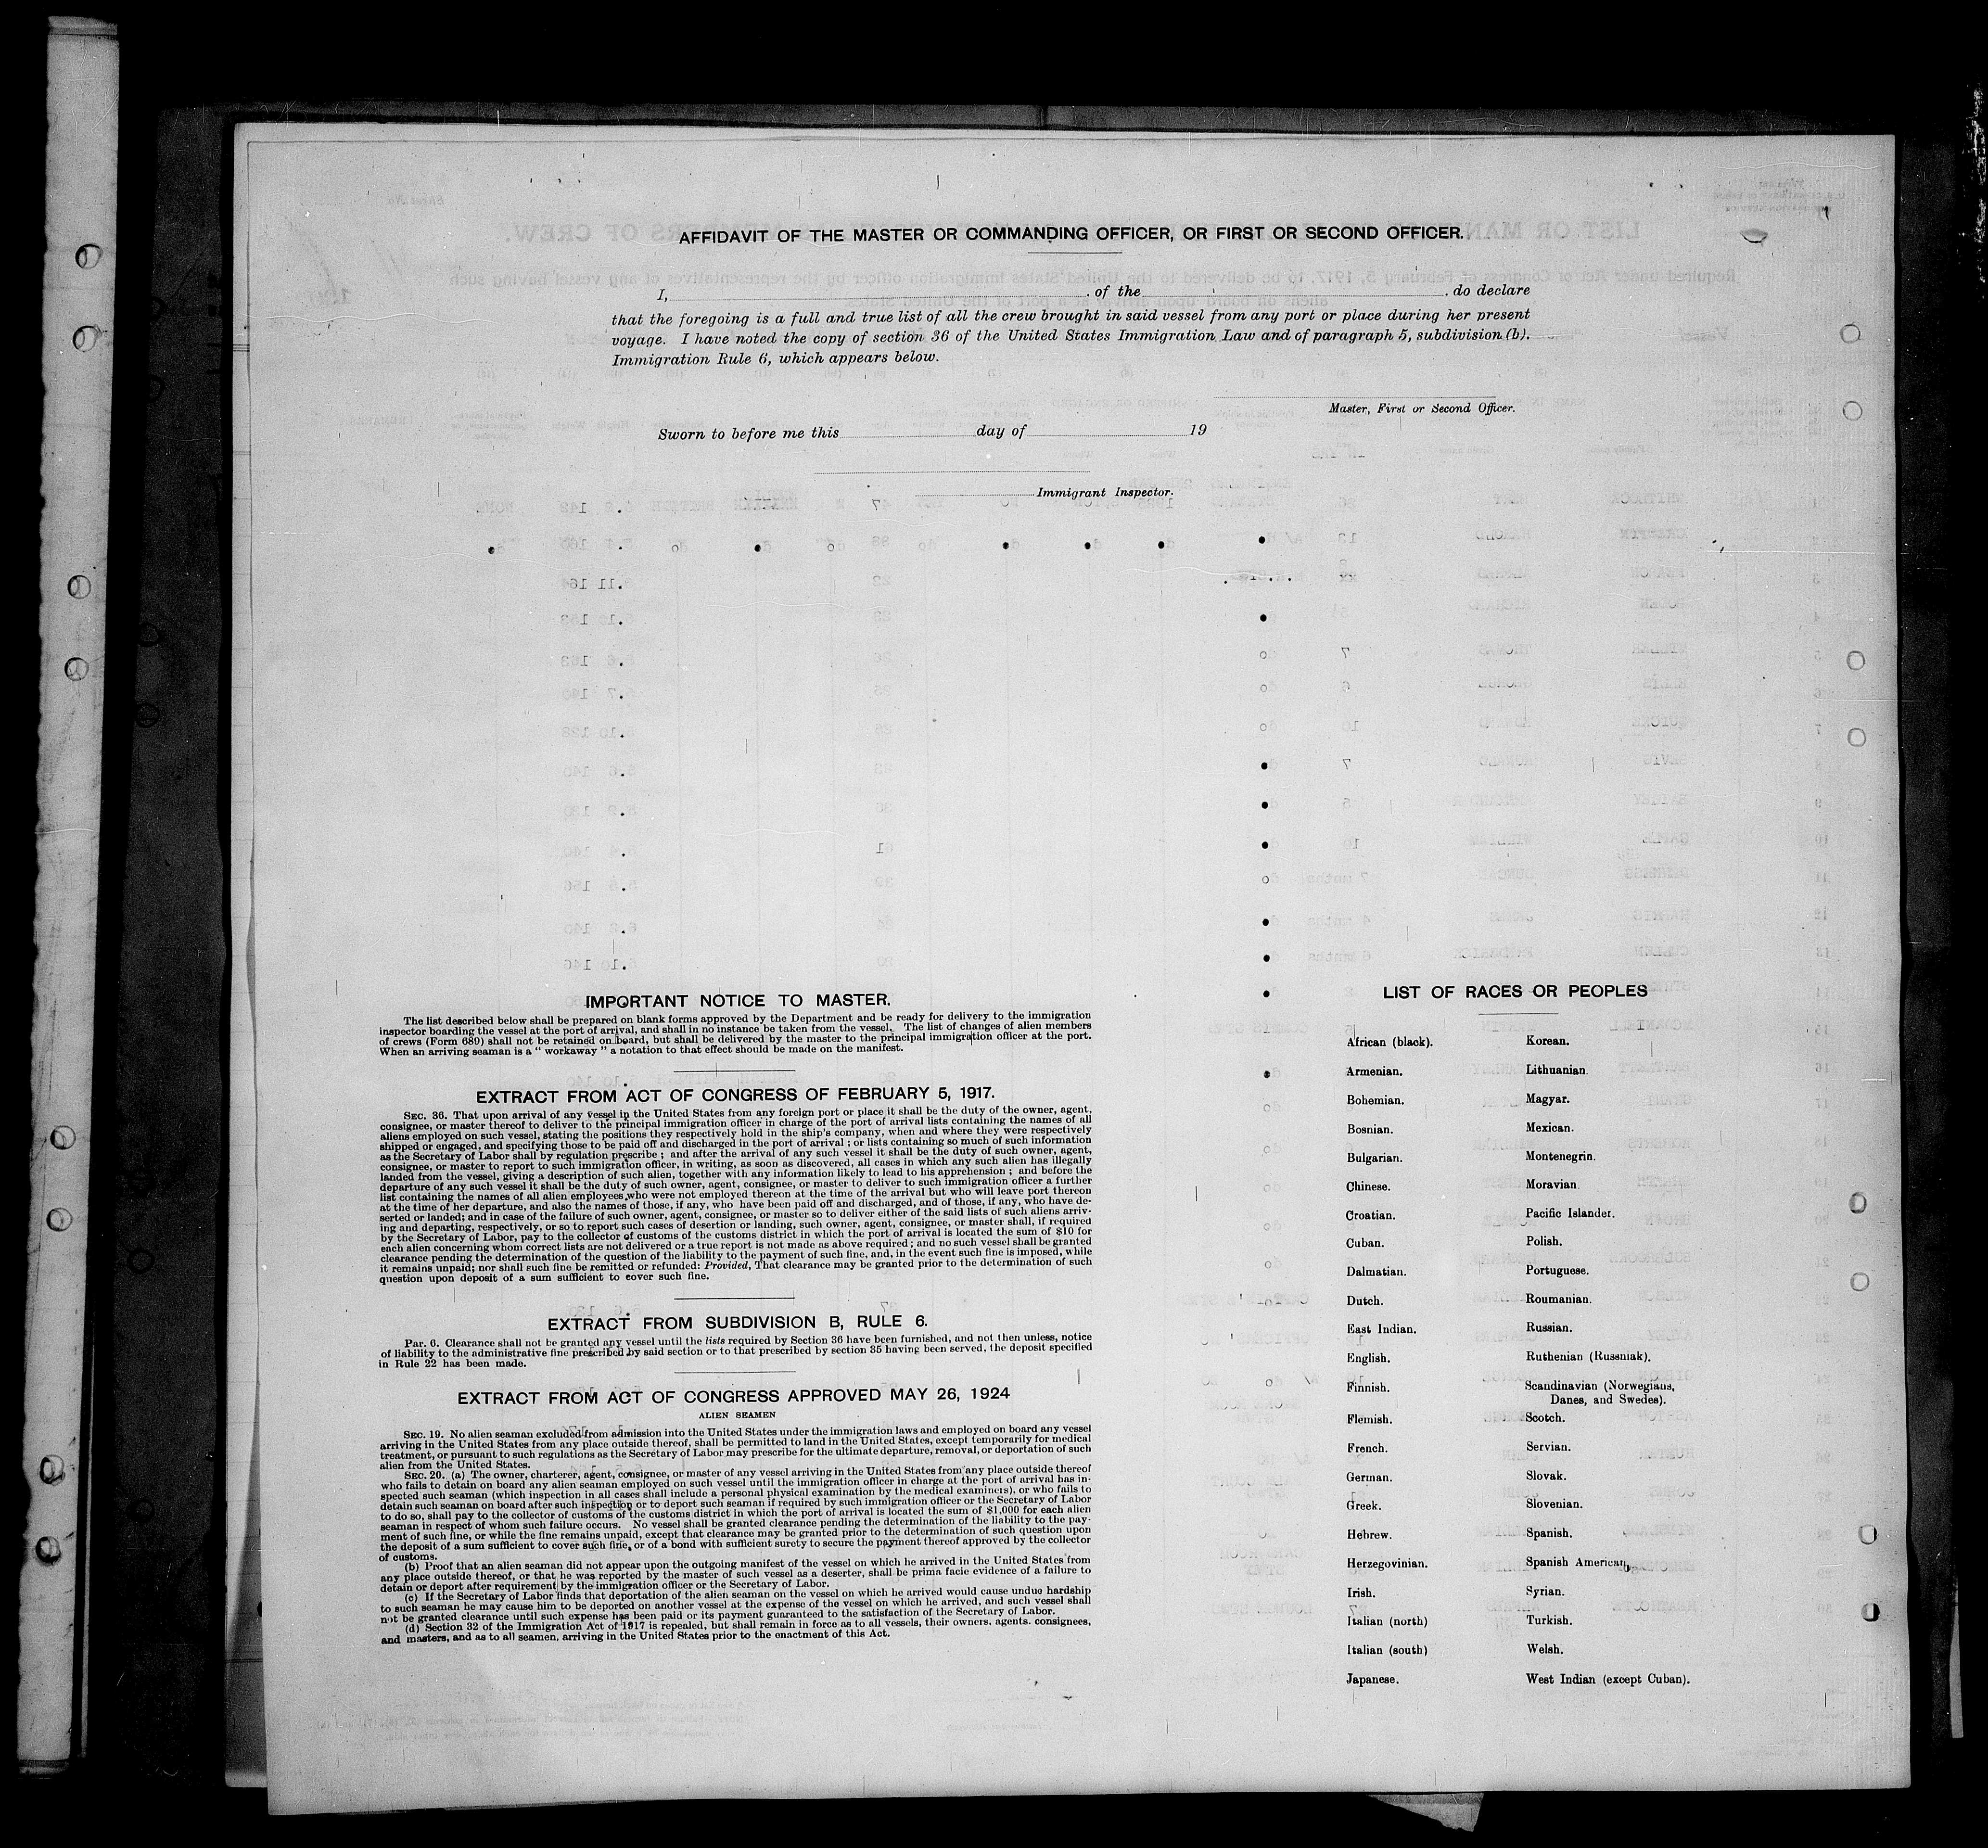 AFFIDAVIT OF THE MASTER OR COMMANDING OFFICER, OR FIRST OR SECOND OFFICER.
I, of the , do declare
that the foregoing is a full and true list of all the crew brought in said vessel from any port or place during her present
voyage. I have noted the copy of section 36 of the United States Immigration Law and of paragraph 5, subdivision (b).
Immigration Rule 6, which appears below.
Master, First or Second Officer.
Sworn to before me this day of 19
Immigrant Inspector.
IMPORTANT NOTICE TO MASTER.
The list described below shall be prepared on blank forms approved by the Department and be ready for delivery to the immigration
inspector boarding the vessel at the port of arrival, and shall in no instance be taken from the vessel. The list of changes of alien members
of crews (Form 689) shall not be retained on board, but shall be delivered by the master to the principal immigration officer at the port.
When an arriving seaman is a " workaway " a notation to that effect should be made on the manifest.
EXTRACT FROM ACT OF CONGRESS OF FEBRUARY 5, 1917.
SEC. 36. That upon arrival of any vessel in the United States from any foreign port or place it shall be the duty of the owner, agent,
consignee, or master thereof to deliver to the principal immigration officer in charge of the port of arrival lists containing the names of all
aliens employed on such vessel, stating the positions they respectively hold in the ship's company, when and where they were respectively
shipped or engaged, and specifying those to be paid off and discharged in the port of arrival ; or lists containing so much of such information
as the Secretary of Labor shall by regulation prescribe ; and after the arrival of any such vessel it shall be the duty of such owner, agent,
consignee, or master to report to such immigration officer, in writing, as soon as discovered, all cases in which any such alien has illegally
landed from the vessel, giving a description of such alien, together with any information likely to lead to his apprehension ; and before the
departure of any such vessel it shall be the duty of such owner, agent, consignee, or master to deliver to such immigration officer a further
list containing the names of all alien employees who were not employed thereon at the time of the arrival but who will leave port thereon
at the time of her departure, and also the names of those, if any, who have been paid off and discharged, and of those, if any, who have de-
serted or landed; and in case of the failure of such owner, agent, consignee, or master so to deliver either of the said lists of such aliens arriv-
ing and departing, respectively, or so to report such cases of desertion or landing, such owner, agent, consignee, or master shall, if required
by the Secretary of Labor, pay to the collector of customs of the customs district in which the port of arrival is located the sum of $10 for
each alien concerning whom correct lists are not delivered or a true report is not made as above required ; and no such vessel shall be granted
clearance pending the determination of the question of the liability to the payment of such fine, and, in the event such fine is imposed, while
it remains unpaid; nor shall such fine be remitted or refunded: Provided, That clearance may be granted prior to the determination of such
question upon deposit of a sum sufficient to cover such fine.
EXTRACT FROM SUBDIVISION B, RULE 6.
Par. 6. Clearance shall not be granted any vessel until the lists required by Section 36 have been furnished, and not then unless, notice
of liability to the administrative fine prescribed by said section or to that prescribed by section 35 having been served, the deposit specified
in Rule 22 has been made.
EXTRACT FROM ACT OF CONGRESS APPROVED MAY 26, 1924
ALIEN SEAMEN
SEC. 19. No alien seaman excluded from admission into the United States under the immigration laws and employed on board any vessel
arriving in the United States from any place outside thereof, shall be permitted to land in the United States, except temporarily for medical
treatment, or pursuant to such regulations as the Secretary of Labor may prescribe for the ultimate departure, removal, or deportation of such
alien from the United States.
SEC. 20. (a) The owner, charterer, agent, consignee, or master of any vessel arriving in the United States from any place outside thereof
who fails to detain on board any alien seaman employed on such vessel until the immigration officer in charge at the port of arrival has in-
spected such seaman (which inspection in all cases shall include a personal physical examination by the medical examiners), or who fails to
detain such seaman on board after such inspection or to deport such seaman if required by such immigration officer or the Secretary of Labor
to do so, shall pay to the collector of customs of the customs district in which the port of arrival is located the sum of $1,000 for each alien
seaman in respect of whom such failure occurs. No vessel shall be granted clearance pending the determination of the liability to the pay-
ment of such fine, or while the fine remains unpaid, except that clearance may be granted prior to the determination of such question upon
the deposit of a sum sufficient to cover such fine, or of a bond with sufficient surety to secure the payment thereof approved by the collector
of customs.
(b) Proof that an alien seaman did not appear upon the outgoing manifest of the vessel on which he arrived in the United States from
any place outside thereof, or that he was reported by the master of such vessel as a deserter, shall be prima facie evidence of a failure to
detain or deport after requirement by the immigration officer or the Secretary of Labor.
(c) If the Secretary of Labor finds that deportation of the alien seaman on the vessel on which he arrived would cause undue hardship
to such seaman he may cause him to be deported on another vessel at the expense of the vessel on which he arrived, and such vessel shall
not be granted clearance until such expense has been paid or its payment guaranteed to the satisfaction of the Secretary of Labor.
(d) Section 32 of the Immigration Act of 1917 is repealed, but shall remain in force as to all vessels, their owners, agents, consignees,
and masters, and as to all seamen, arriving in the United States prior to the enactment of this Act.
LIST OF RACES OR PEOPLES
African (black). Korean.
Armenian. Lithuanian.
Bohemian. Magyar.
Bosnian. Mexican.
Bulgarian. Montenegrin.
Chinese. Moravian.
Croatian. Pacific Islander.
Cuban. Polish.
Dalmatian. Portuguese.
Dutch. Roumanian.
East Indian. Russian.
English. Ruthenian (Russniak).
Finnish. Scandinavian (Norwegians,
Danes, and Swedes).
Flemish. Scotch.
French. Servian.
German. Slovak.
Greek. Slovenian.
Hebrew. Spanish.
Herzegovinian. Spanish American.
Irish. Syrian.
Italian (north) Turkish.
Italian (south) Welsh.
Japanese. West Indian (except Cuban).